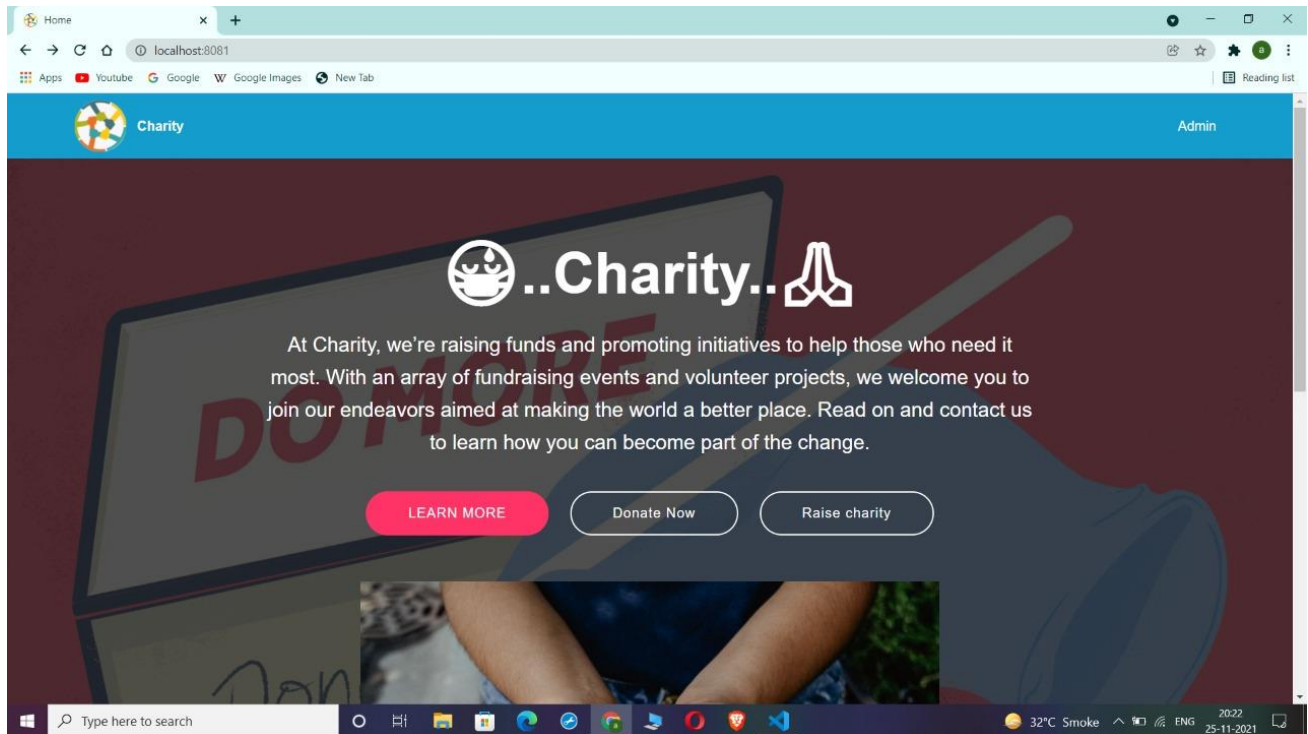 Home
localhost:8081
Apps Youtube Google Google Images New Tab Reading list
Charity Admin
..Charity..
At Charity, we're raising funds and promoting initiatives to help those who need it
most. With an array of fundraising events and volunteer projects, we welcome you to
join our endeavors aimed at making the world a better place. Read on and contact us
to learn how you can become part of the change.
DO MORE
LEARN MORE Donate Now Raise charity
Don
Type here to search 32°C Smoke ENG 20:22
25-11-2021